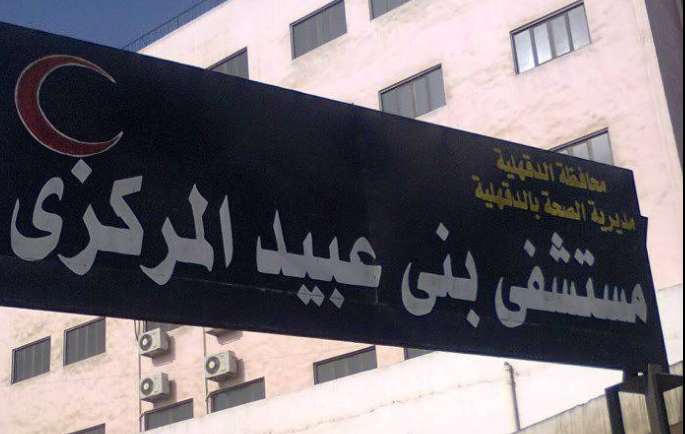 محافظة الدقهلية
مديرية الصحة بالدقهلية
مستشفى بنى عبيد المركزى